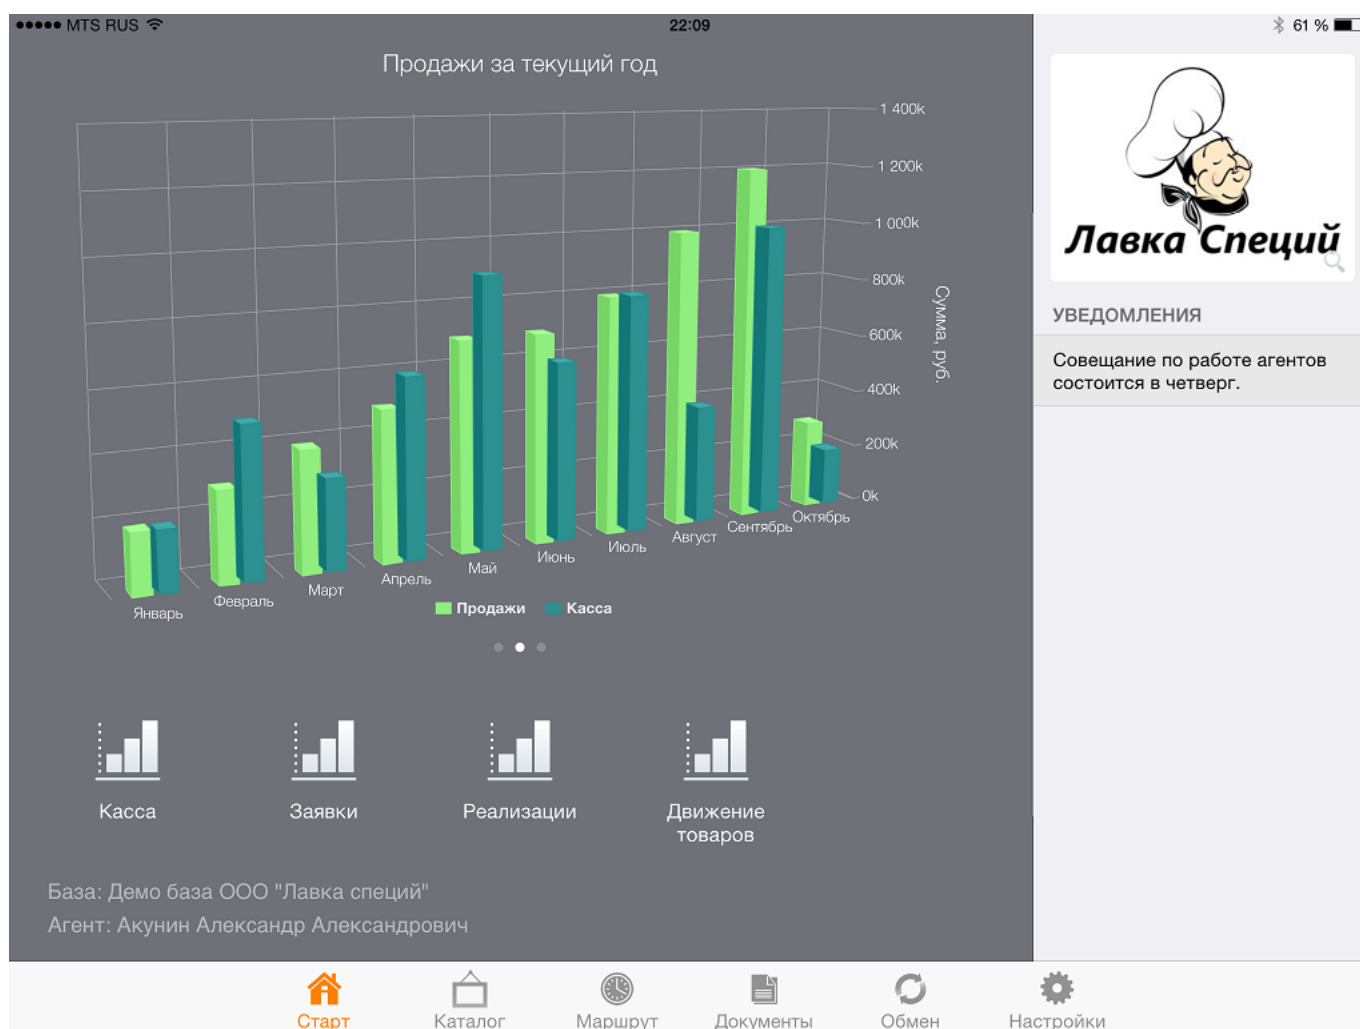 MTS RUS
22:09
61 %
Продажи за текущий год
1 400k
1 200k
1 000k
800k
600k
400k
200k
0k
Сумма, руб.
Январь
Февраль
Март
Апрель
Май
Июнь
Июль
Август
Сентябрь
Октябрь
Продажи
Касса
Касса
Заявки
Реализации
Движение
товаров
База: Демо база ООО "Лавка специй"
Агент: Акунин Александр Александрович
Лавка Специй
УВЕДОМЛЕНИЯ
Совещание по работе агентов
состоится в четверг.
Старт
Каталог
Маршрут
Документы
Обмен
Настройки